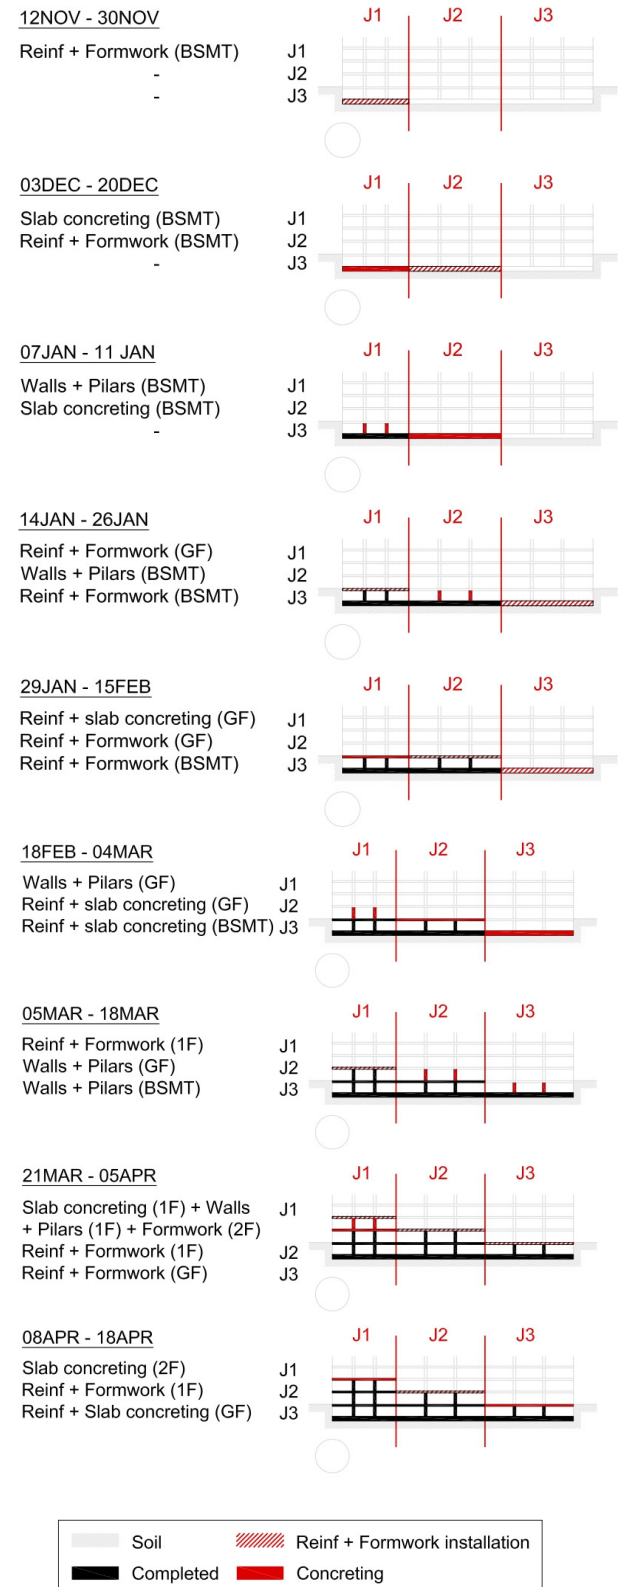 12NOV - 30NOV
J1 J2 J3
Reinf + Formwork (BSMT) J1
- J2
- J3
03DEC - 20DEC
J1 J2 J3
Slab concreting (BSMT) J1
Reinf + Formwork (BSMT) J2
- J3
07JAN - 11 JAN
J1 J2 J3
Walls + Pilars (BSMT) J1
Slab concreting (BSMT) J2
- J3
14JAN - 26JAN
J1 J2 J3
Reinf + Formwork (GF) J1
Walls + Pilars (BSMT) J2
Reinf + Formwork (BSMT) J3
29JAN - 15FEB
J1 J2 J3
Reinf + slab concreting (GF) J1
Reinf + Formwork (GF) J2
Reinf + Formwork (BSMT) J3
18FEB - 04MAR
J1 J2 J3
Walls + Pilars (GF) J1
Reinf + slab concreting (GF) J2
Reinf + slab concreting (BSMT) J3
05MAR - 18MAR
J1 J2 J3
Reinf + Formwork (1F) J1
Walls + Pilars (GF) J2
Walls + Pilars (BSMT) J3
21MAR - 05APR
J1 J2 J3
Slab concreting (1F) + Walls J1
+ Pilars (1F) + Formwork (2F)
Reinf + Formwork (1F) J2
Reinf + Formwork (GF) J3
08APR - 18APR
J1 J2 J3
Slab concreting (2F) J1
Reinf + Formwork (1F) J2
Reinf + Slab concreting (GF) J3
Soil Reinf + Formwork installation
Completed Concreting